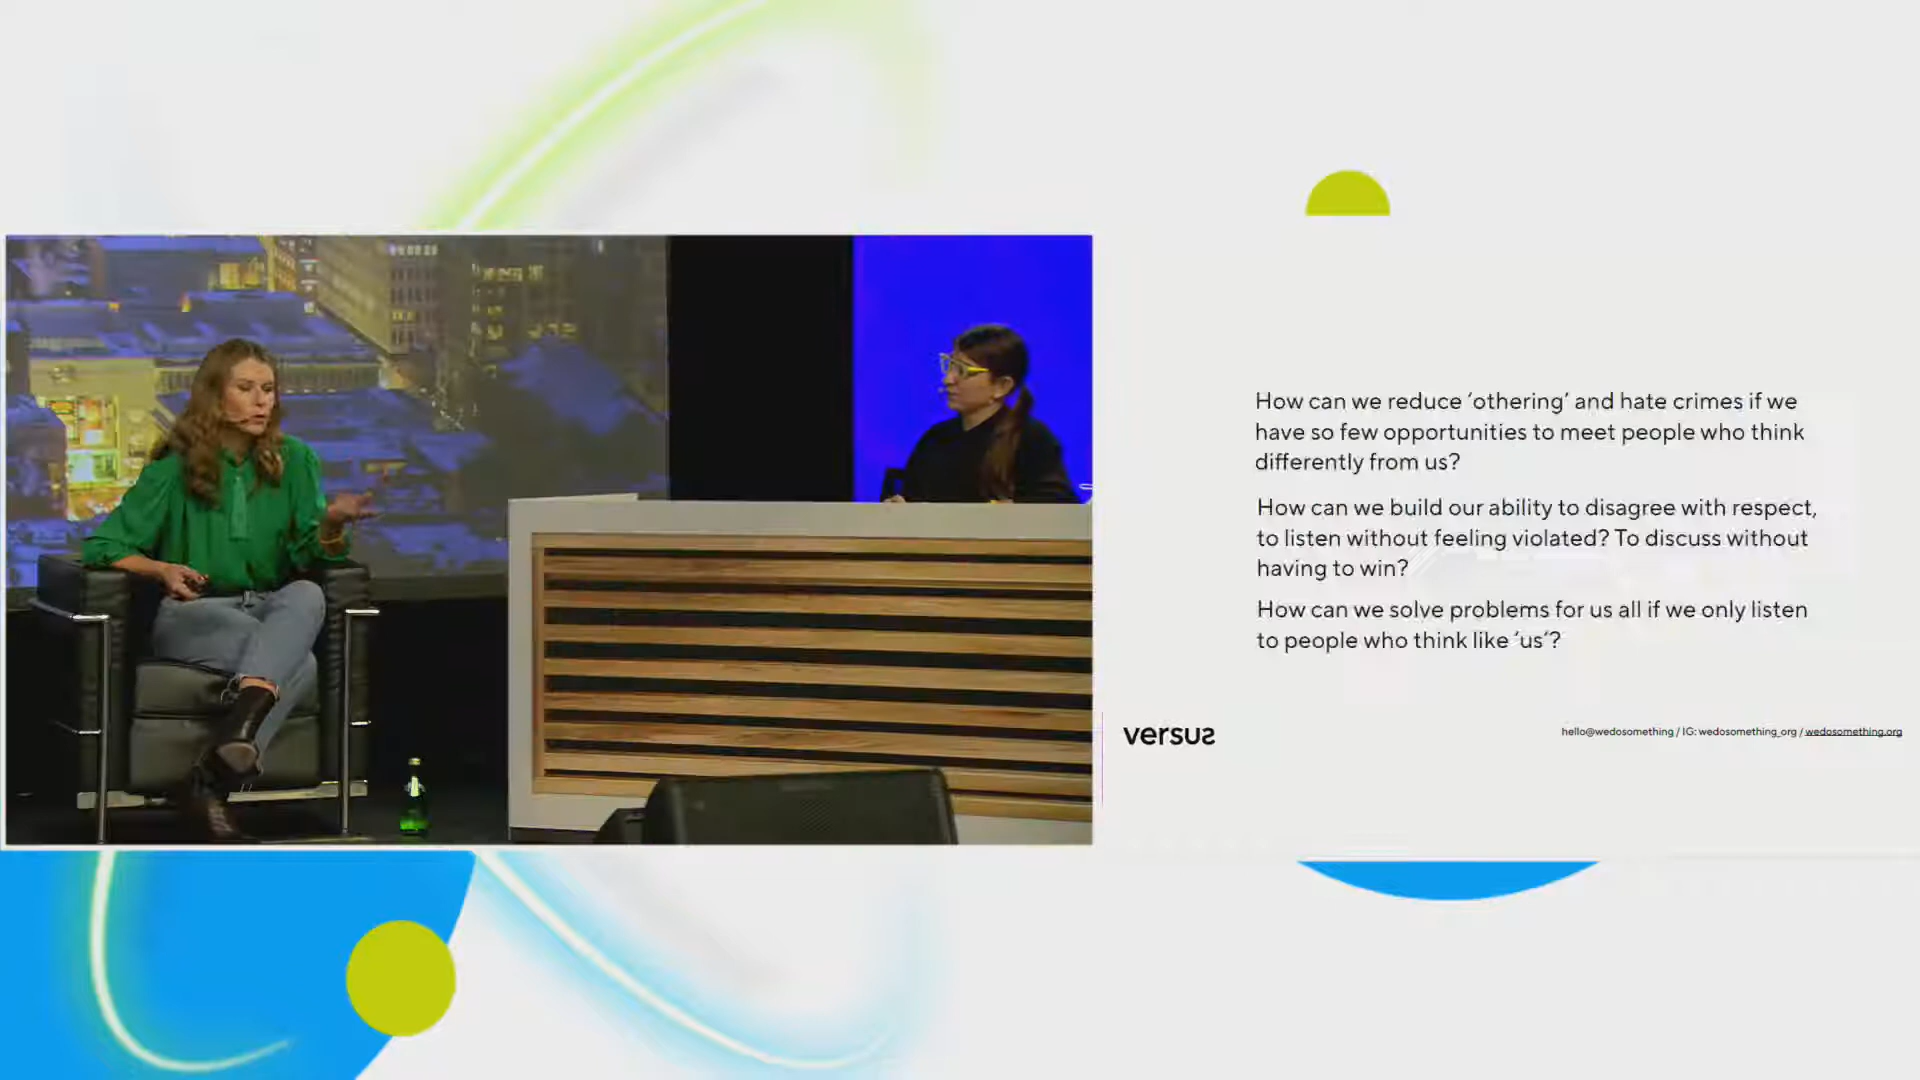 How can we reduce ‘othering’ and hate crimes if we
have so few opportunities to meet people who think
differently from us?
How can we build our ability to disagree with respect,
to listen without feeling violated? To discuss without
having to win?
How can we solve problems for us all if we only listen
to people who think like ‘us‘?
versus
hello@wedosomething / IG: wedosomething_org / wedosomething.org